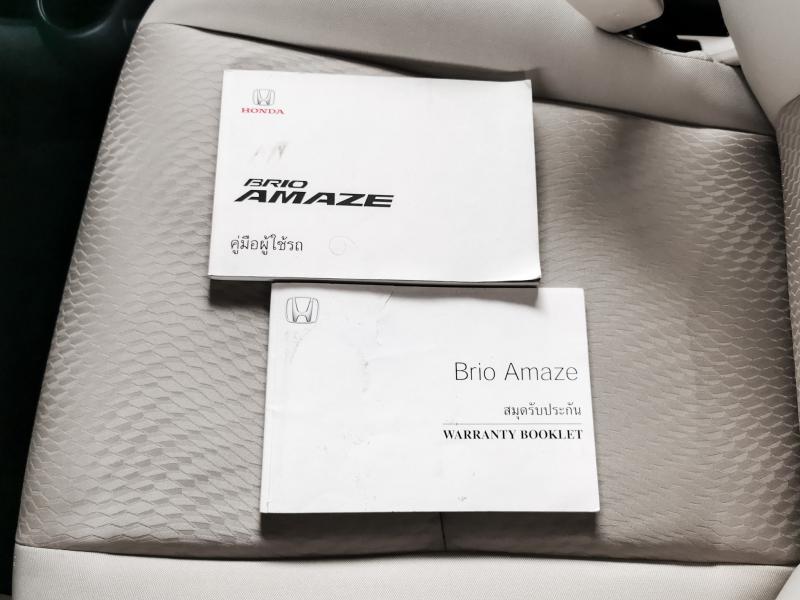 HONDA
BRIO
AMAZE
คู่มือผู้ใช้รถ
Brio Amaze
สมุดรับประกัน
WARRANTY BOOKLET